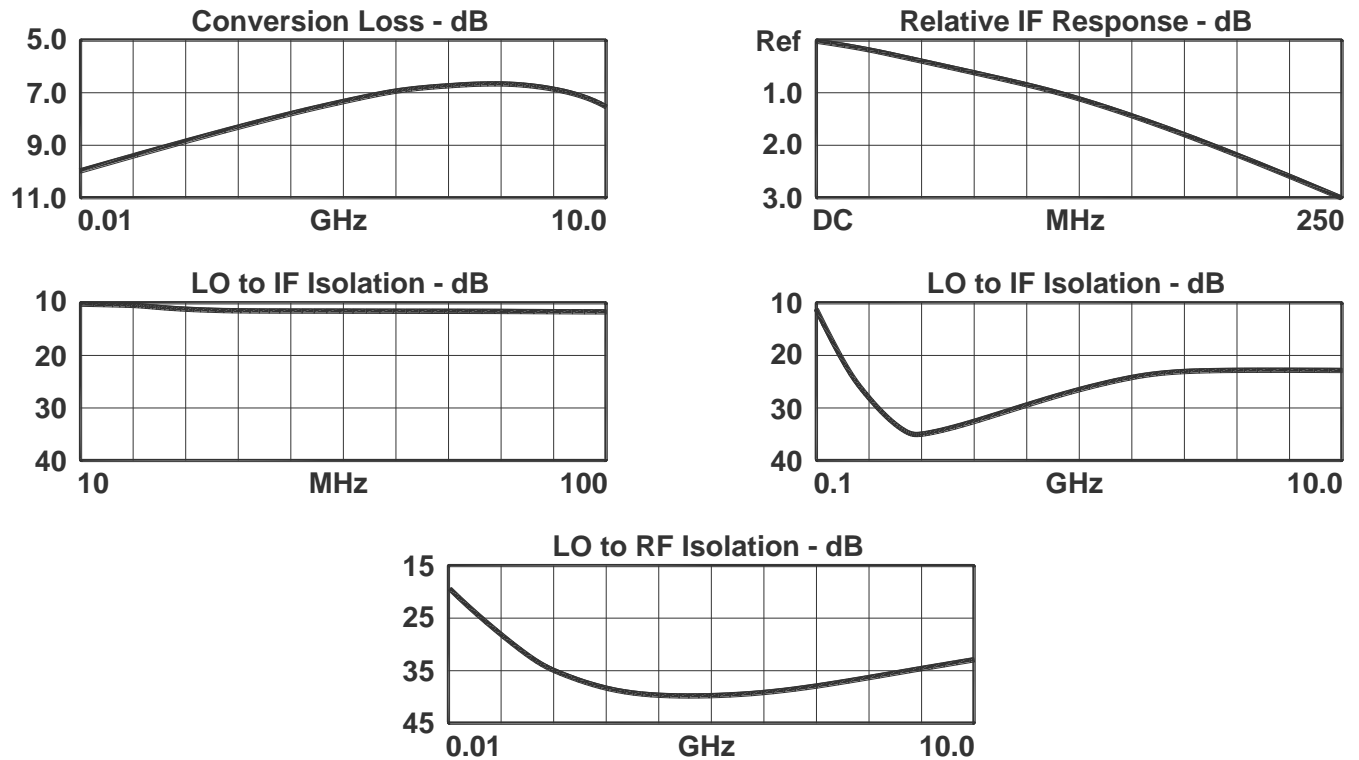 Conversion Loss - dB
5.0
7.0
9.0
11.0
0.01 GHz 10.0
Relative IF Response - dB
Ref
1.0
2.0
3.0
DC MHz 250
LO to IF Isolation - dB
10
20
30
40
10 MHz 100
LO to IF Isolation - dB
10
20
30
40
0.1 GHz 10.0
LO to RF Isolation - dB
15
25
35
45
0.01 GHz 10.0